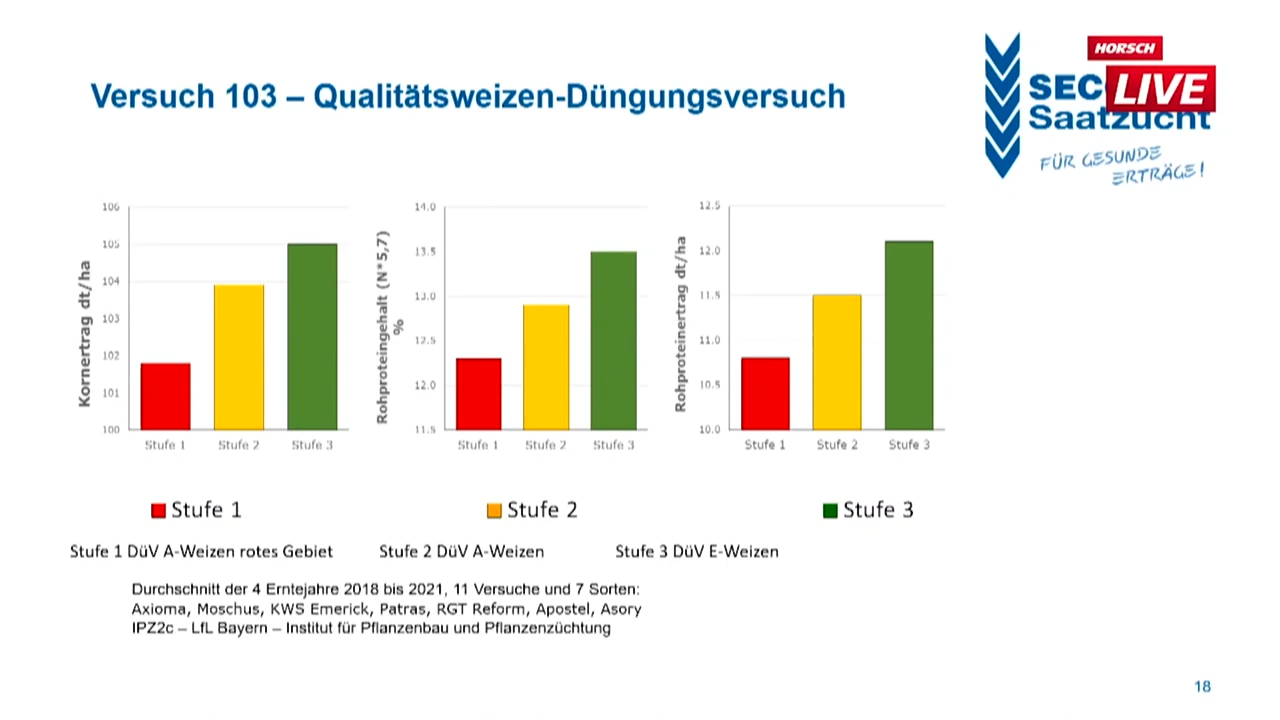 HORSCH
LIVE
SEC
Saatzucht
FÜR GESUNDE
ERTRÄGE!
Versuch 103 – Qualitätsweizen-Düngungsversuch
Kornertrag dt/ha
106
105
104
103
102
101
100
Stufe 1 Stufe 2 Stufe 3
Rohproteingehalt (N*5,7)
%
14.0
13.5
13.0
12.5
12.0
11.5
Stufe 1 Stufe 2 Stufe 3
Rohproteinertrag dt/ha
12.5
12.0
11.5
11.0
10.5
10.0
Stufe 1 Stufe 2 Stufe 3
Stufe 1 Stufe 2 Stufe 3
Stufe 1 DüV A-Weizen rotes Gebiet Stufe 2 DüV A-Weizen Stufe 3 DüV E-Weizen
Durchschnitt der 4 Erntejahre 2018 bis 2021, 11 Versuche und 7 Sorten:
Axioma, Moschus, KWS Emerick, Patras, RGT Reform, Apostel, Asory
IPZ2c – LfL Bayern – Institut für Pflanzenbau und Pflanzenzüchtung
18